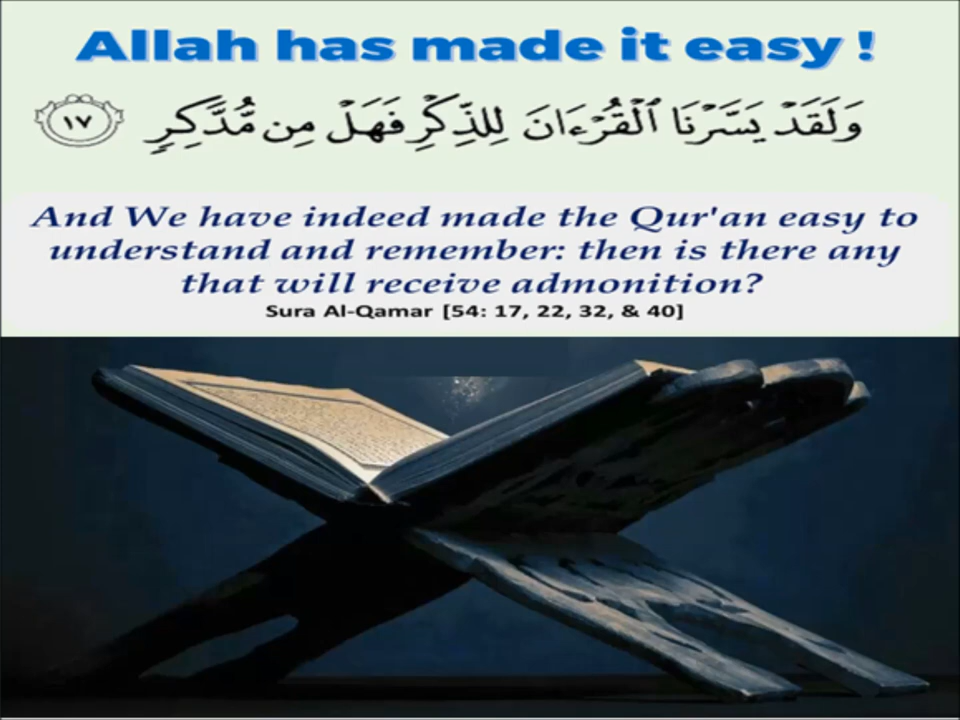 Allah has made it easy !
وَلَقَدْ يَسَّرْنَا ٱلْقُرْءَانَ لِلذِّكْرِ فَهَلْ مِن مُّدَّكِرٍ ١٧
And We have indeed made the Qur'an easy to
understand and remember: then is there any
that will receive admonition?
Sura Al-Qamar [54: 17, 22, 32, & 40]